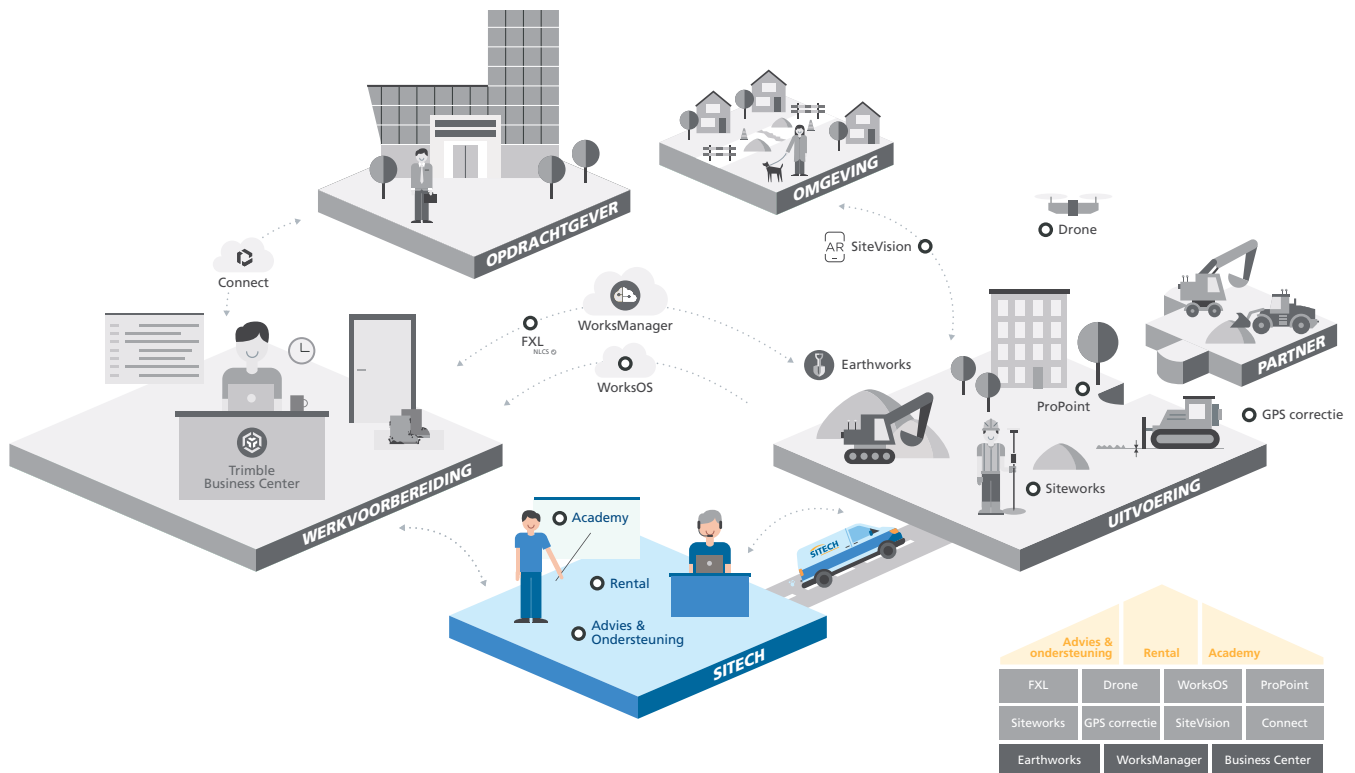 OPDRACHTGEVER
OMGEVING
Drone
AR
SiteVision
Connect
WorksManager
FXL
NLCS
WorksOS
Earthworks
PARTNER
ProPoint
GPS correctie
Siteworks
UITVOERING
Trimble
Business Center
WERKVOORBEREIDING
Academy
SITECH
Rental
Advies &
Ondersteuning
SITECH
Advies &
ondersteuning
Rental
Academy
FXL
Drone
WorksOS
ProPoint
Siteworks
GPS correctie
SiteVision
Connect
Earthworks
WorksManager
Business Center